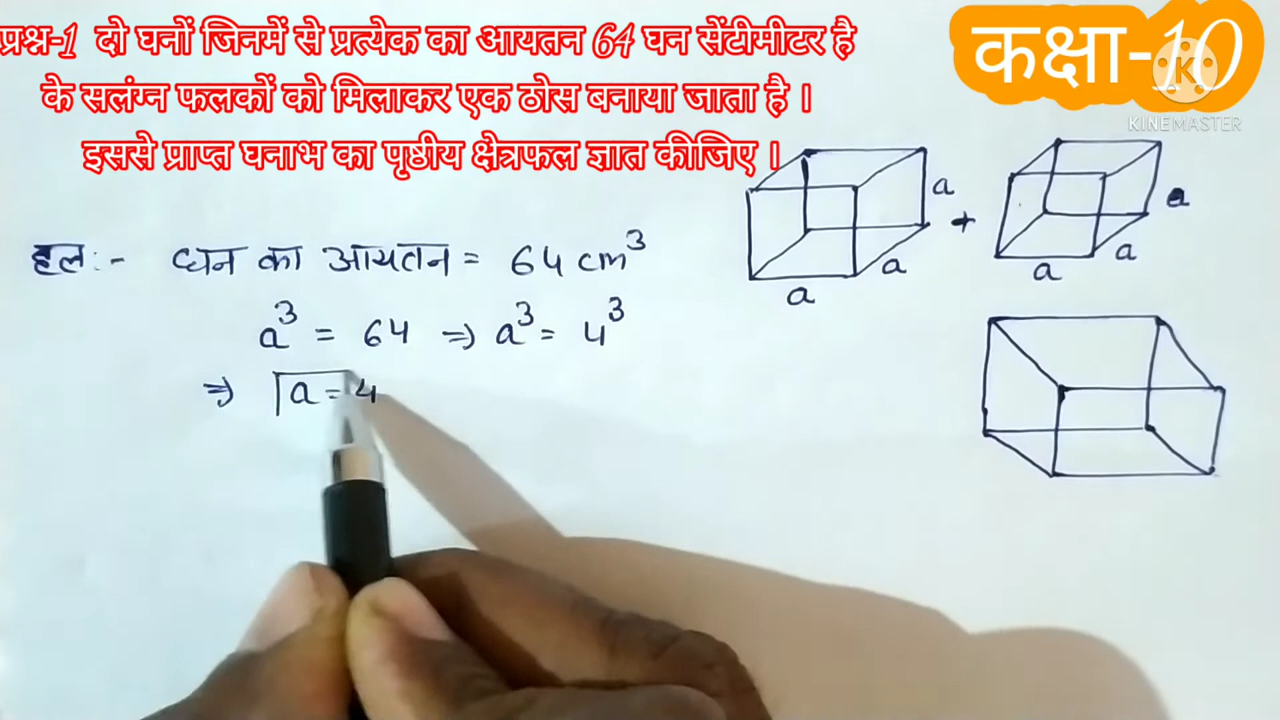 प्रश्न-1 दो घनों जिनमें से प्रत्येक का आयतन 64 घन सेंटीमीटर है
के सलंग्न फलकों को मिलाकर एक ठोस बनाया जाता है ।
इससे प्राप्त घनाभ का पृष्ठीय क्षेत्रफल ज्ञात कीजिए ।
कक्षा-10
K
KINEMASTER
हलः- घन का आयतन = 64 cm³
a³ = 64 ⇒ a³ = 4³
⇒ a = 4
a
a
a
+
a
a
a